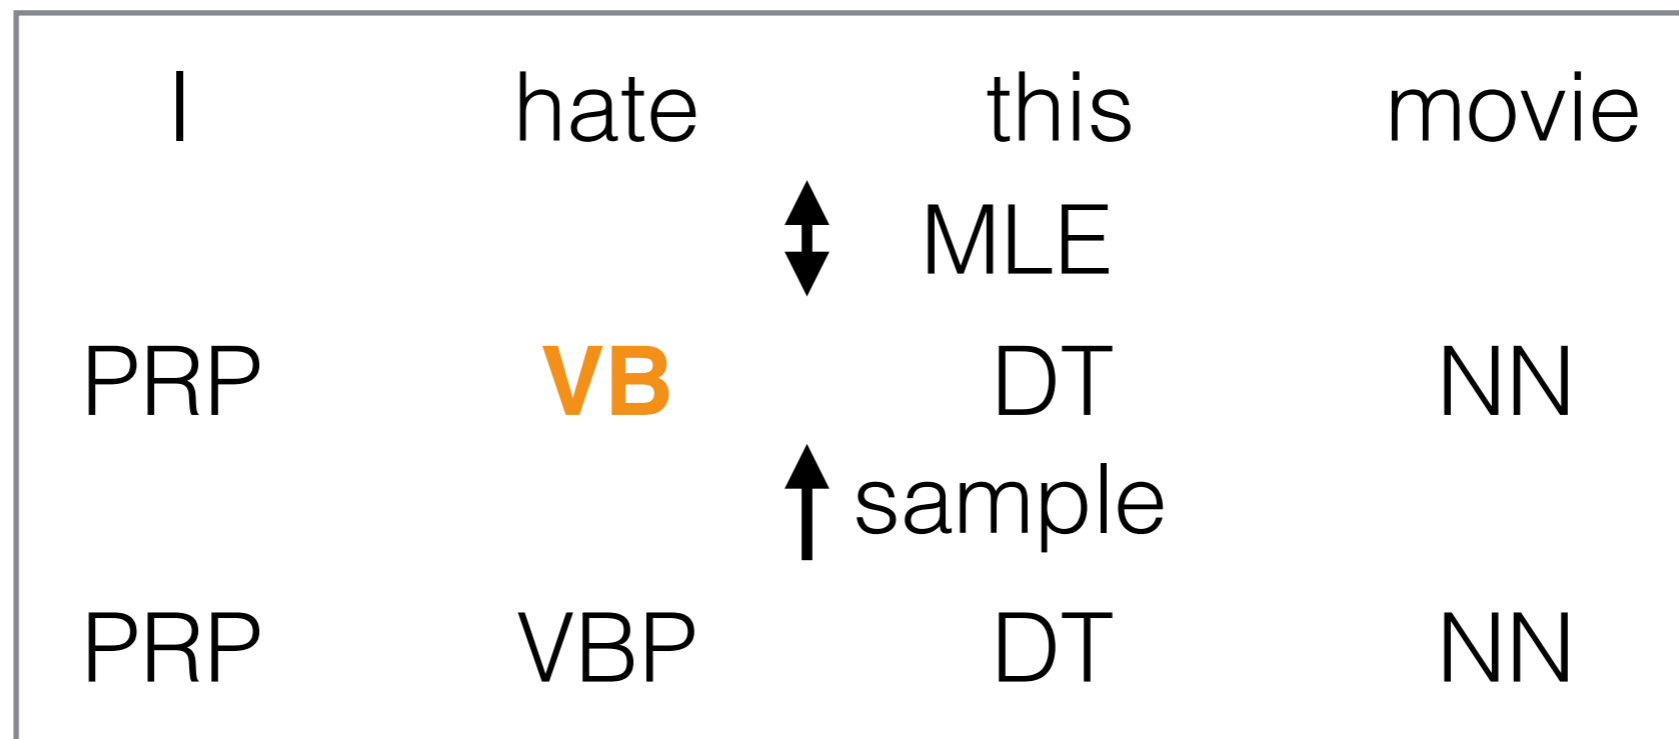 I hate this movie
MLE
PRP VB DT NN
sample
PRP VBP DT NN